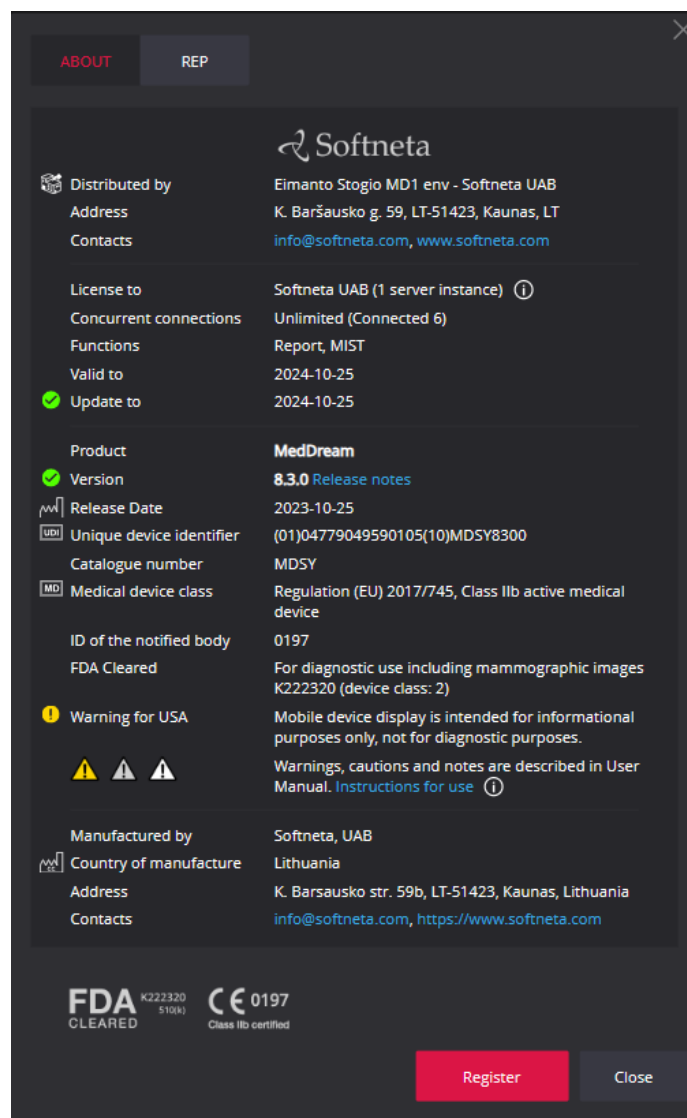 ABOUT REP
Softneta
Distributed by Eimanto Stogio MD1 env - Softneta UAB
Address K. Baršausko g. 59, LT-51423, Kaunas, LT
Contacts info@softneta.com, www.softneta.com
License to Softneta UAB (1 server instance)
Concurrent connections Unlimited (Connected 6)
Functions Report, MIST
Valid to 2024-10-25
Update to 2024-10-25
Product MedDream
Version 8.3.0 Release notes
Release Date 2023-10-25
UDI Unique device identifier (01)04779049590105(10)MDSY8300
Catalogue number MDSY
MD Medical device class Regulation (EU) 2017/745, Class IIb active medical
device
ID of the notified body 0197
FDA Cleared For diagnostic use including mammographic images
K222320 (device class: 2)
Warning for USA Mobile device display is intended for informational
purposes only, not for diagnostic purposes.
Warnings, cautions and notes are described in User
Manual. Instructions for use
Manufactured by Softneta, UAB
CC Country of manufacture Lithuania
Address K. Barsausko str. 59b, LT-51423, Kaunas, Lithuania
Contacts info@softneta.com, https://www.softneta.com
FDA K222320 CE 0197
510(k)
CLEARED Class IIb certified
Register Close